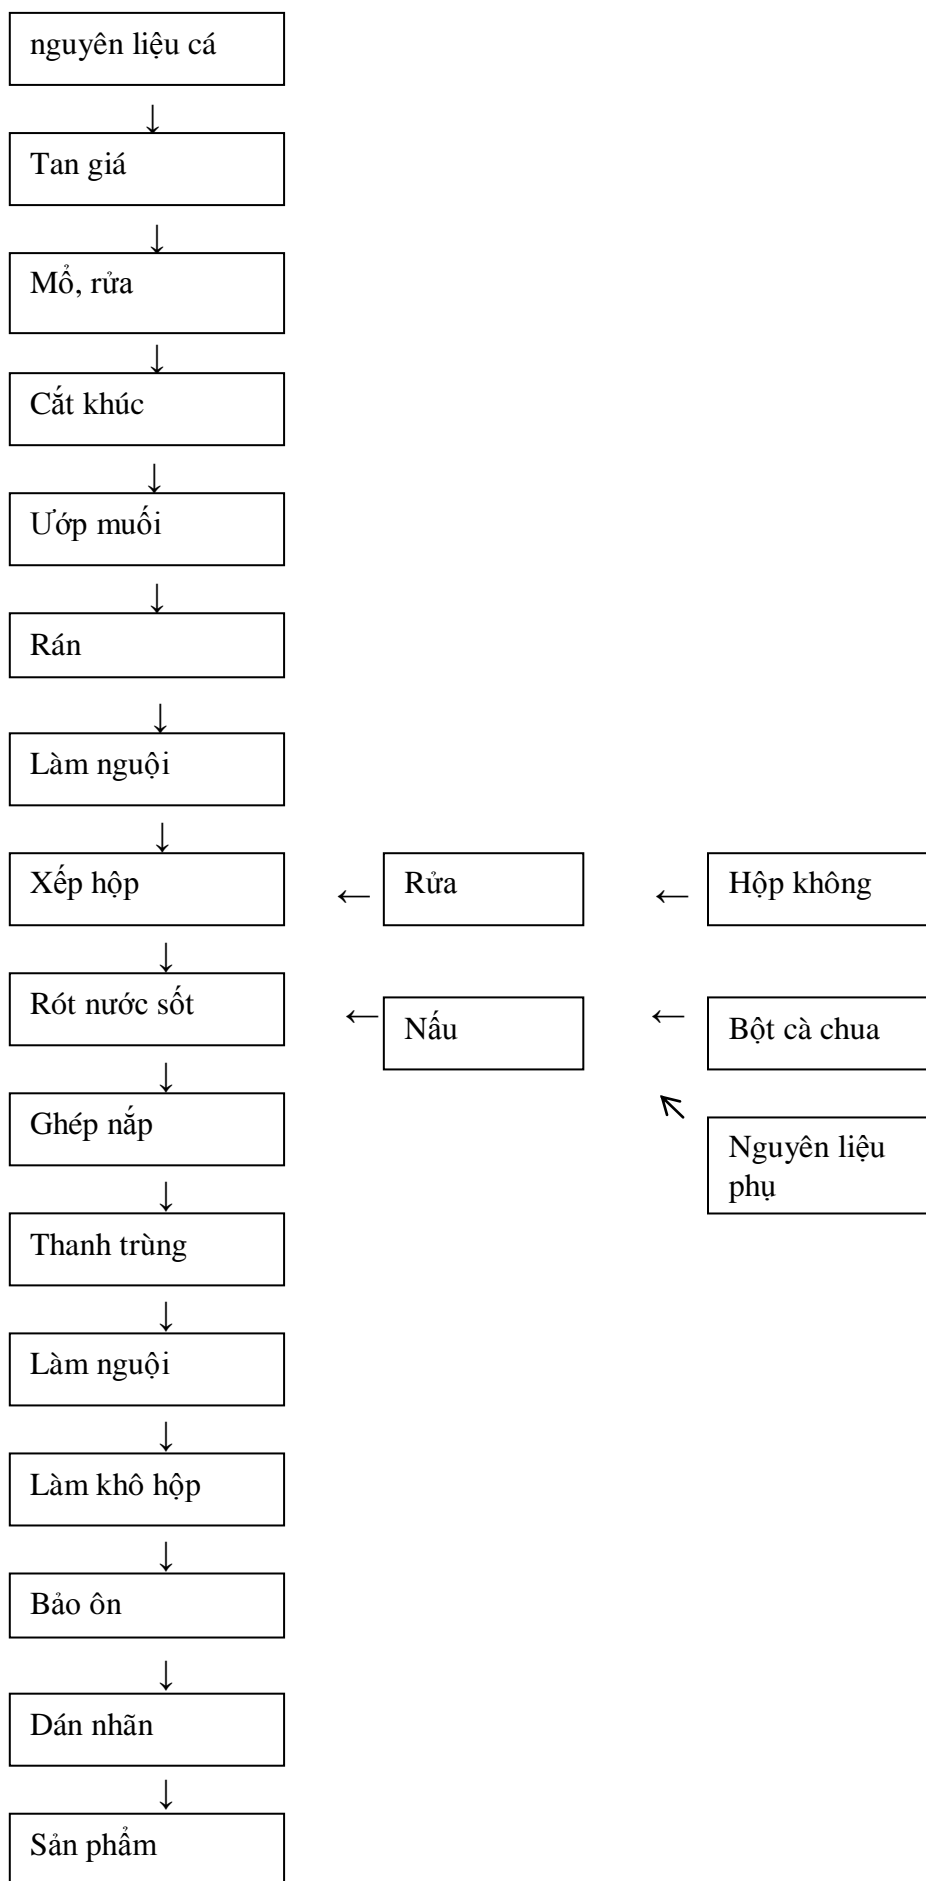 nguyên liệu cá
↓
Tan giá
↓
Mổ, rửa
↓
Cắt khúc
↓
Ướp muối
↓
Rán
↓
Làm nguội
↓
Xếp hộp ← Rửa ← Hộp không
↓
Rót nước sốt ← Nấu ← Bột cà chua
↓
Ghép nắp
↖
Nguyên liệu
phụ
↓
Thanh trùng
↓
Làm nguội
↓
Làm khô hộp
↓
Bảo ôn
↓
Dán nhãn
↓
Sản phẩm